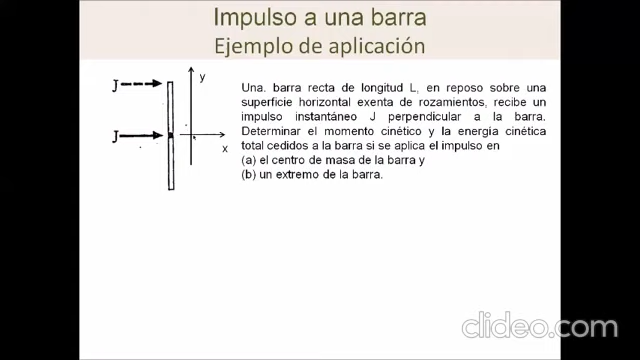 Impulso a una barra
Ejemplo de aplicación
J
y
J
x
Una. barra recta de longitud L, en reposo sobre una
superficie horizontal exenta de rozamientos, recibe un
impulso instantáneo J perpendicular a la barra.
Determinar el momento cinético y la energía cinética
total cedidos a la barra si se aplica el impulso en
(a) el centro de masa de la barra y
(b) un extremo de la barra.
clideo.com